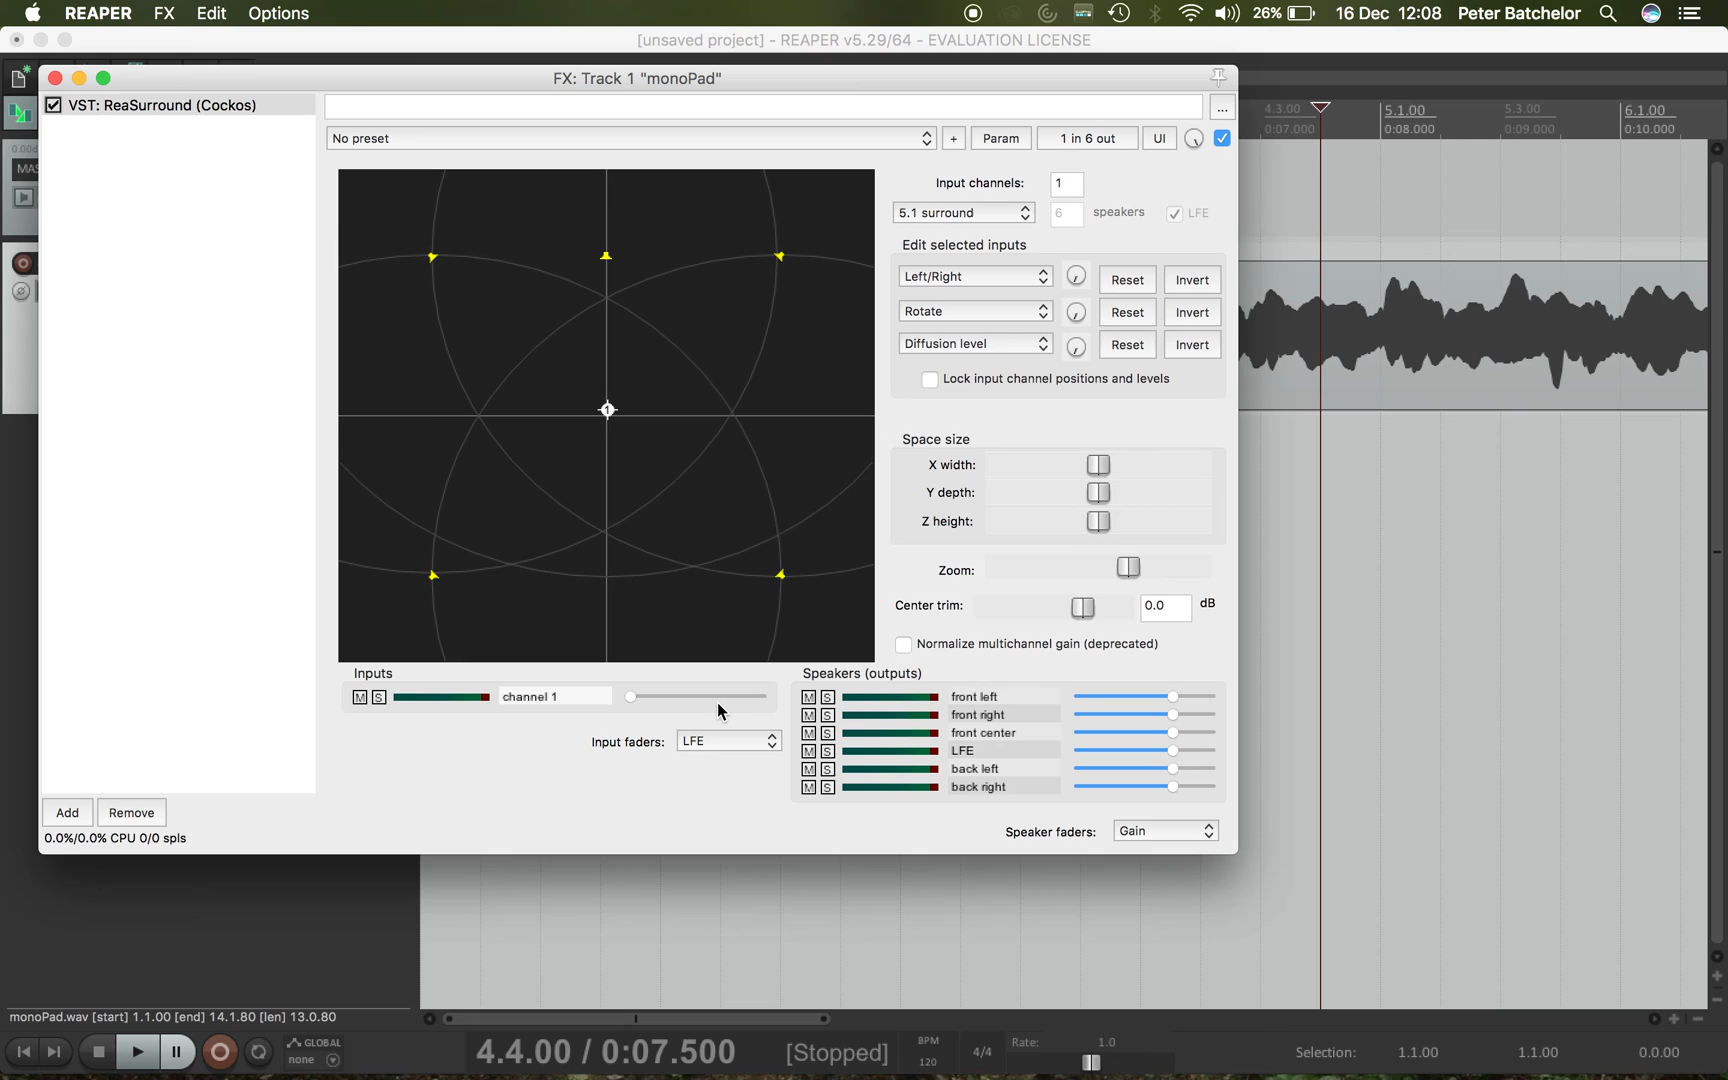 REAPER FX Edit Options 26% 16 Dec 12:08 Peter Batchelor
[unsaved project] - REAPER v5.29/64 - EVALUATION LICENSE
FX: Track 1 "monoPad"
VST: ReaSurround (Cockos)
...
No preset + Param 1 in 6 out UI
4.3.00 5.1.00 5.3.00 6.1.00
0:07.000 0:08.000 0:09.000 0:10.000
0.00d
MAS
Input channels: 1
5.1 surround 6 speakers LFE
Edit selected inputs
Left/Right Reset Invert
Rotate Reset Invert
Diffusion level Reset Invert
Lock input channel positions and levels
1
Space size
X width:
Y depth:
Z height:
Zoom:
Center trim: 0.0 dB
Normalize multichannel gain (deprecated)
Inputs
M S channel 1
Input faders: LFE
Speakers (outputs)
M S front left
M S front right
M S front center
M S LFE
M S back left
M S back right
Speaker faders: Gain
Add Remove
0.0%/0.0% CPU 0/0 spls
monoPad.wav [start] 1.1.00 [end] 14.1.80 [len] 13.0.80
GLOBAL
none
4.4.00 / 0:07.500 [Stopped]
BPM
120
4/4
Rate: 1.0
Selection: 1.1.00 1.1.00 0.0.00